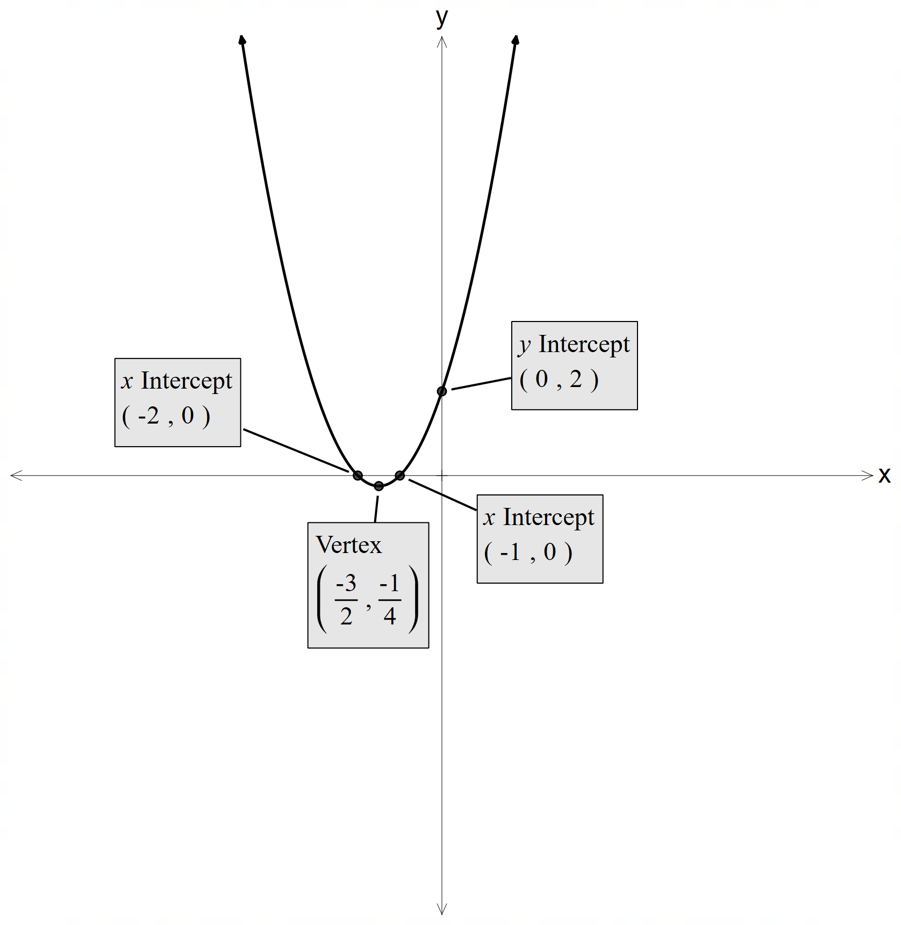 y
y Intercept
( 0 , 2 )
x Intercept
( -2 , 0 )
x
x Intercept
( -1 , 0 )
Vertex
( -3/2 , -1/4 )